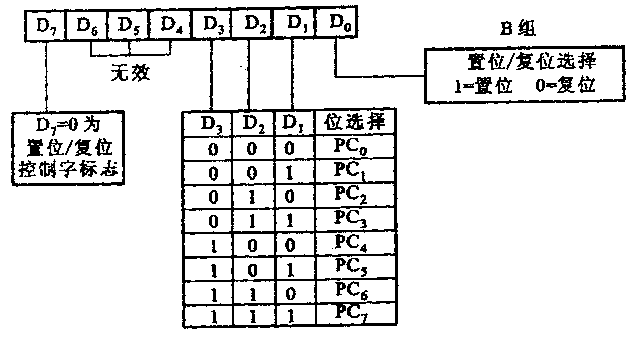 D₇ D₆ D₅ D₄ D₃ D₂ D₁ D₀
B 组
无效
置位/复位选择
1=置位 0=复位
D₇=0 为
置位/复位
控制字标志
D₃ D₂ D₁ 位选择
0 0 0 PC₀
0 0 1 PC₁
0 1 0 PC₂
0 1 1 PC₃
1 0 0 PC₄
1 0 1 PC₅
1 1 0 PC₆
1 1 1 PC₇